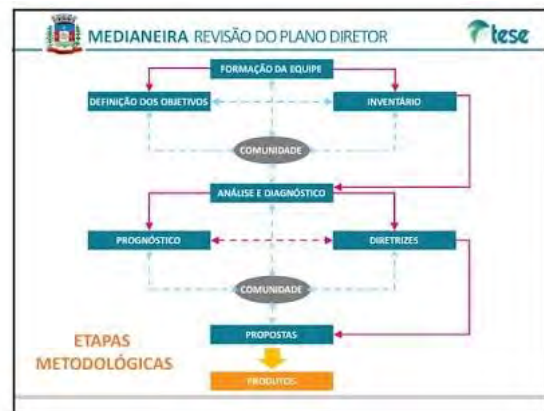 MEDIANEIRA REVISÃO DO PLANO DIRETOR
tese
FORMAÇÃO DA EQUIPE
DEFINIÇÃO DOS OBJETIVOS
INVENTÁRIO
COMUNIDADE
ANÁLISE E DIAGNÓSTICO
PROGNÓSTICO
DIRETRIZES
COMUNIDADE
PROPOSTAS
ETAPAS
METODOLÓGICAS
PRODUTOS